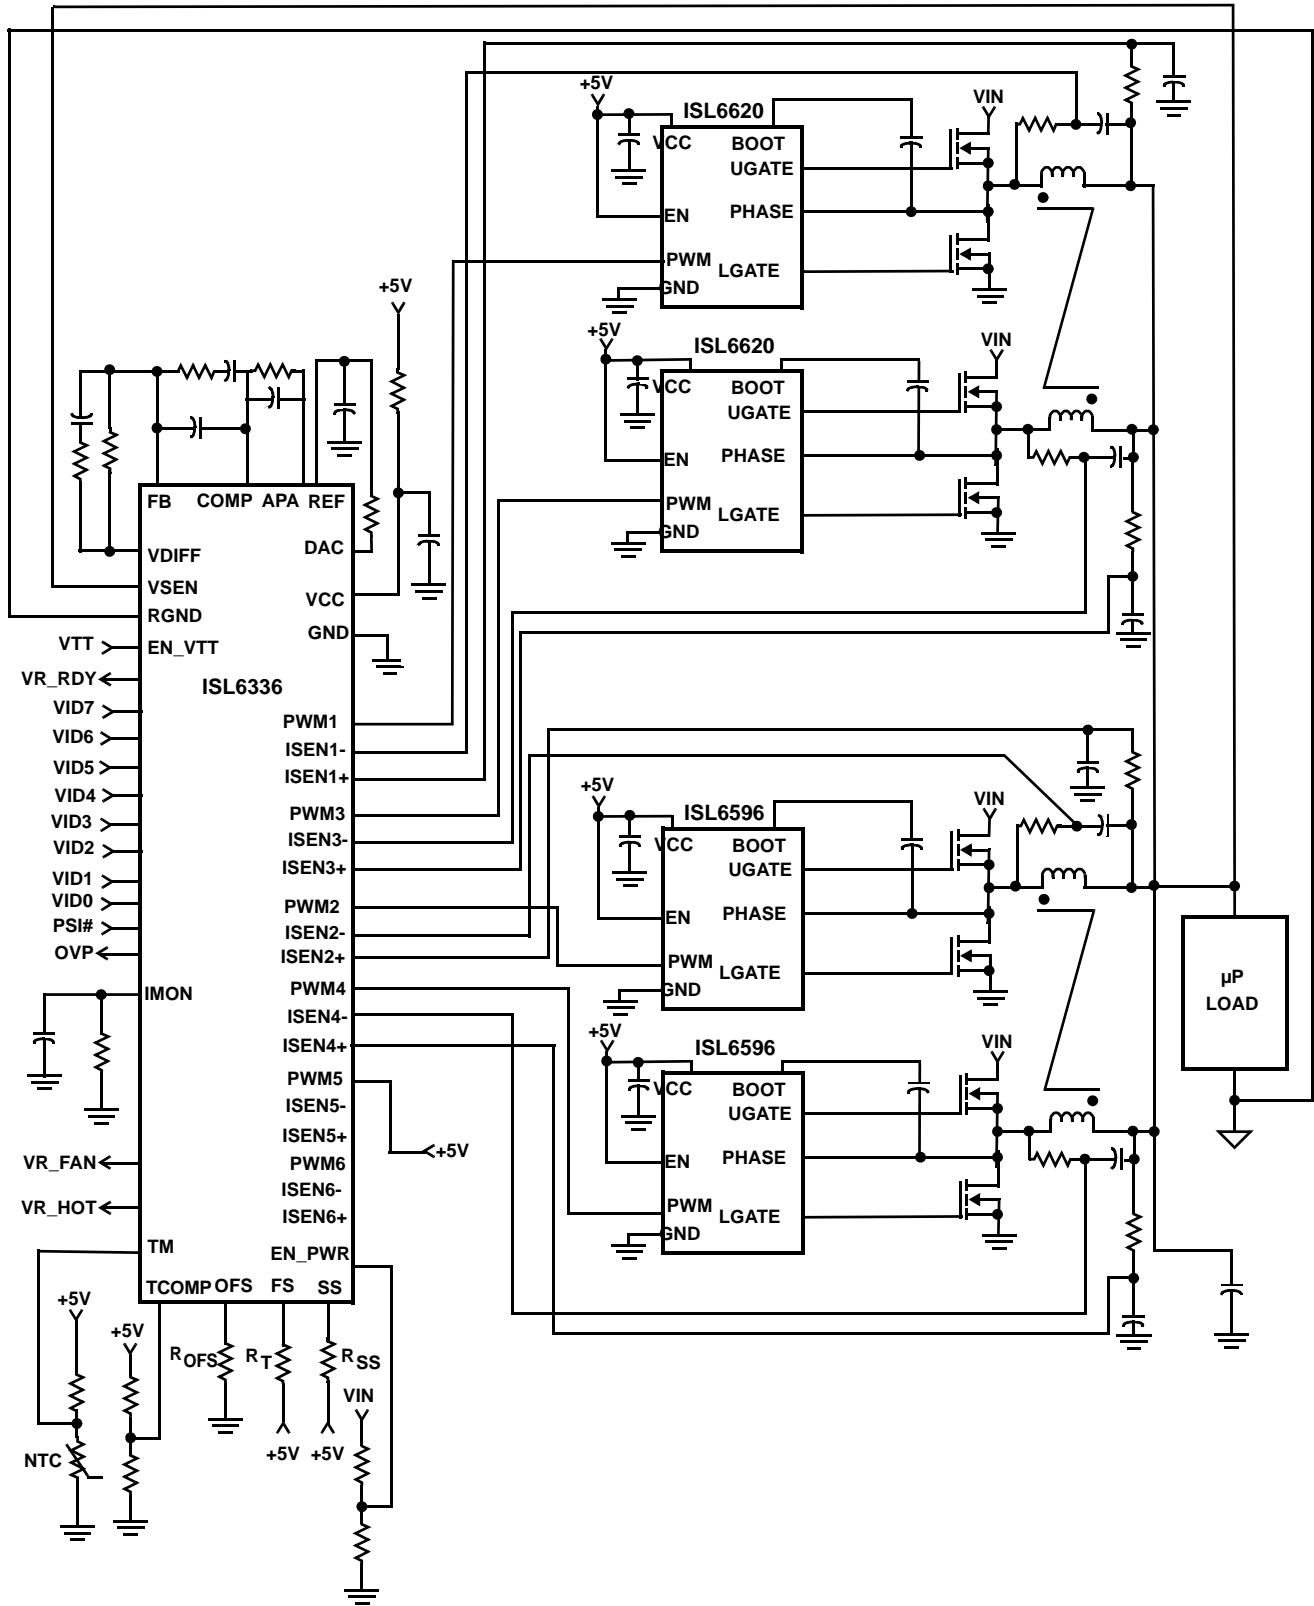 +5V
ISL6620
VIN
VCC
BOOT
UGATE
EN
PHASE
PWM
LGATE
GND
+5V
+5V
ISL6620
VIN
VCC
BOOT
UGATE
EN
PHASE
PWM
LGATE
GND
FB
COMP
APA
REF
VDIFF
DAC
VSEN
VCC
RGND
GND
VTT
EN_VTT
VR_RDY
ISL6336
VID7
PWM1
VID6
ISEN1-
VID5
ISEN1+
VID4
PWM3
VID3
ISEN3-
VID2
ISEN3+
VID1
VID0
PWM2
PSI#
ISEN2-
OVP
ISEN2+
IMON
PWM4
ISEN4-
ISEN4+
PWM5
ISEN5-
ISEN5+
+5V
VR_FAN
PWM6
ISEN6-
VR_HOT
ISEN6+
TM
EN_PWR
TCOMP
OFS
FS
SS
+5V
ISL6596
VIN
VCC
BOOT
UGATE
EN
PHASE
PWM
LGATE
GND
µP
LOAD
+5V
ISL6596
VIN
VCC
BOOT
UGATE
EN
PHASE
PWM
LGATE
GND
+5V
+5V
ROFS
RT
RSS
VIN
NTC
+5V
+5V